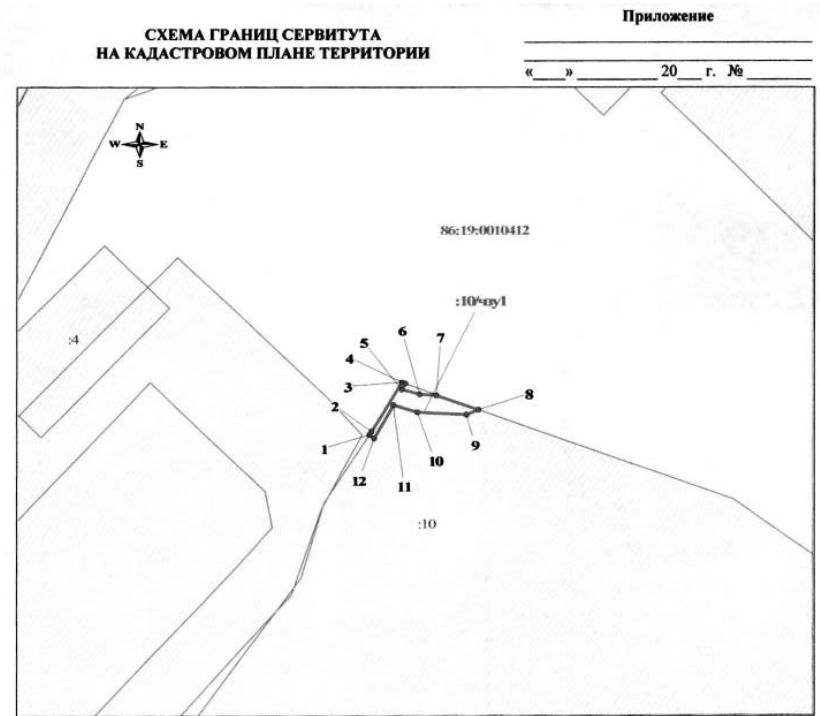 Приложение
СХЕМА ГРАНИЦ СЕРВИТУТА
НА КАДАСТРОВОМ ПЛАНЕ ТЕРРИТОРИИ
«____» ____________ 20___ г. № _________
N
W E
S
86:19:0010412
:10/чзу1
:4
6
7
5
4
3
8
2
9
1
10
11
12
:10